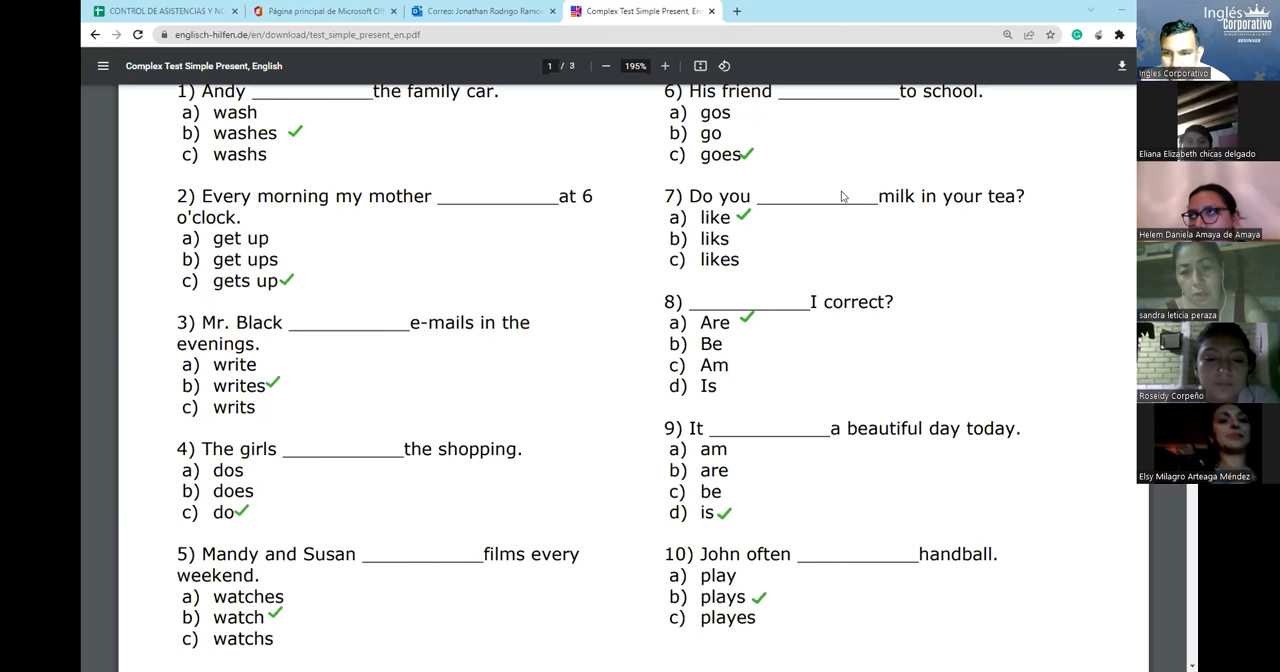 CONTROL DE ASISTENCIAS Y NO
Página principal de Microsoft Of
Correo: Jonathan Rodrigo Ramo
Complex Test Simple Present, En
englisch-hilfen.de/en/download/test_simple_present_en.pdf
Complex Test Simple Present, English
1 / 3
195%
1) Andy ____________the family car.
a) wash
b) washes
c) washs
2) Every morning my mother ____________at 6
o'clock.
a) get up
b) get ups
c) gets up
3) Mr. Black ____________e-mails in the
evenings.
a) write
b) writes
c) writs
4) The girls ____________the shopping.
a) dos
b) does
c) do
5) Mandy and Susan ____________films every
weekend.
a) watches
b) watch
c) watchs
6) His friend ____________to school.
a) gos
b) go
c) goes
7) Do you ____________milk in your tea?
a) like
b) liks
c) likes
8) ____________I correct?
a) Are
b) Be
c) Am
d) Is
9) It ____________a beautiful day today.
a) am
b) are
c) be
d) is
10) John often ____________handball.
a) play
b) plays
c) playes
Inglés
Corporativo
BEGINNER
Inglés Corporativo
Eliana Elizabeth chicas delgado
Helem Daniela Amaya de Amaya
sandra leticia peraza
Roseidy Corpeño
Elsy Milagro Arteaga Méndez